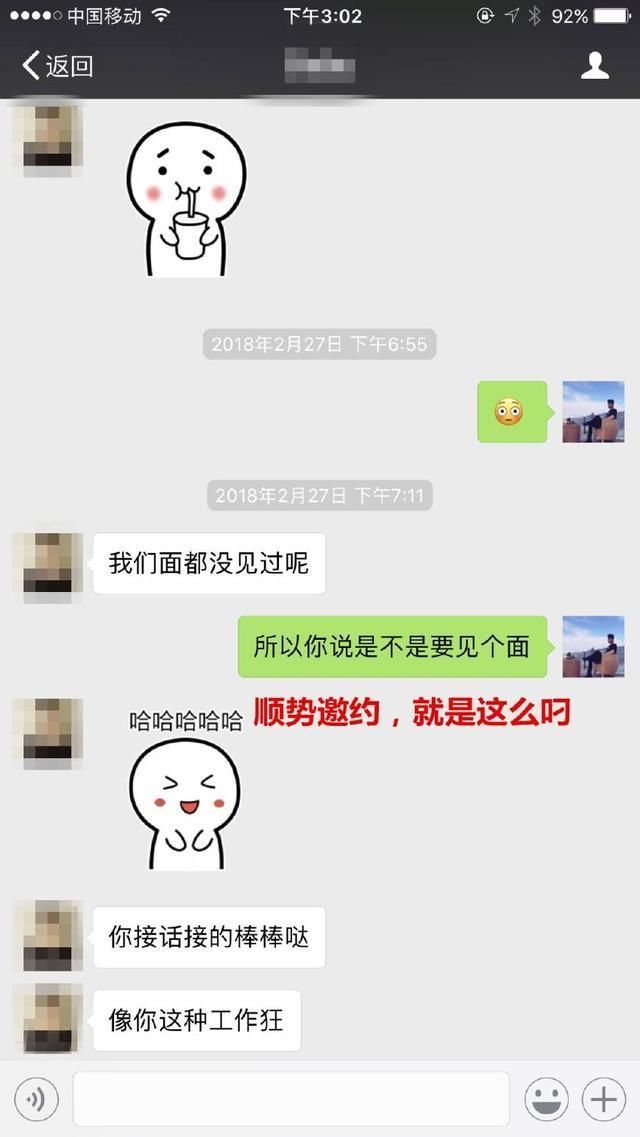 中国移动 下午3:02 92%
返回
2018年2月27日 下午6:55
2018年2月27日 下午7:11
我们面都没见过呢
所以你说是不是要见个面
哈哈哈哈哈
顺势邀约，就是这么叼
你接话接的棒棒哒
像你这种工作狂